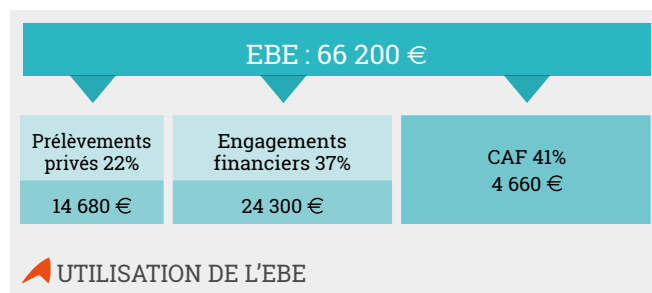 EBE : 66 200 €
Prélèvements
privés 22%
14 680 €
Engagements
financiers 37%
24 300 €
CAF 41%
4 660 €
UTILISATION DE L'EBE